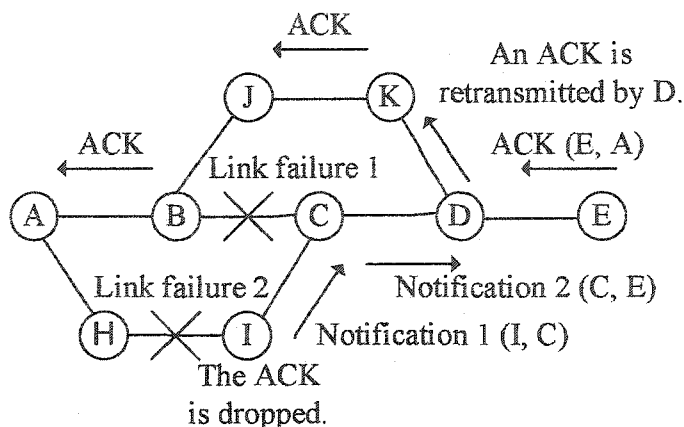 ACK
An ACK is
retransmitted by D.
J
K
ACK
ACK (E, A)
Link failure 1
A
B
C
D
E
Link failure 2
Notification 2 (C, E)
H
I
Notification 1 (I, C)
The ACK
is dropped.